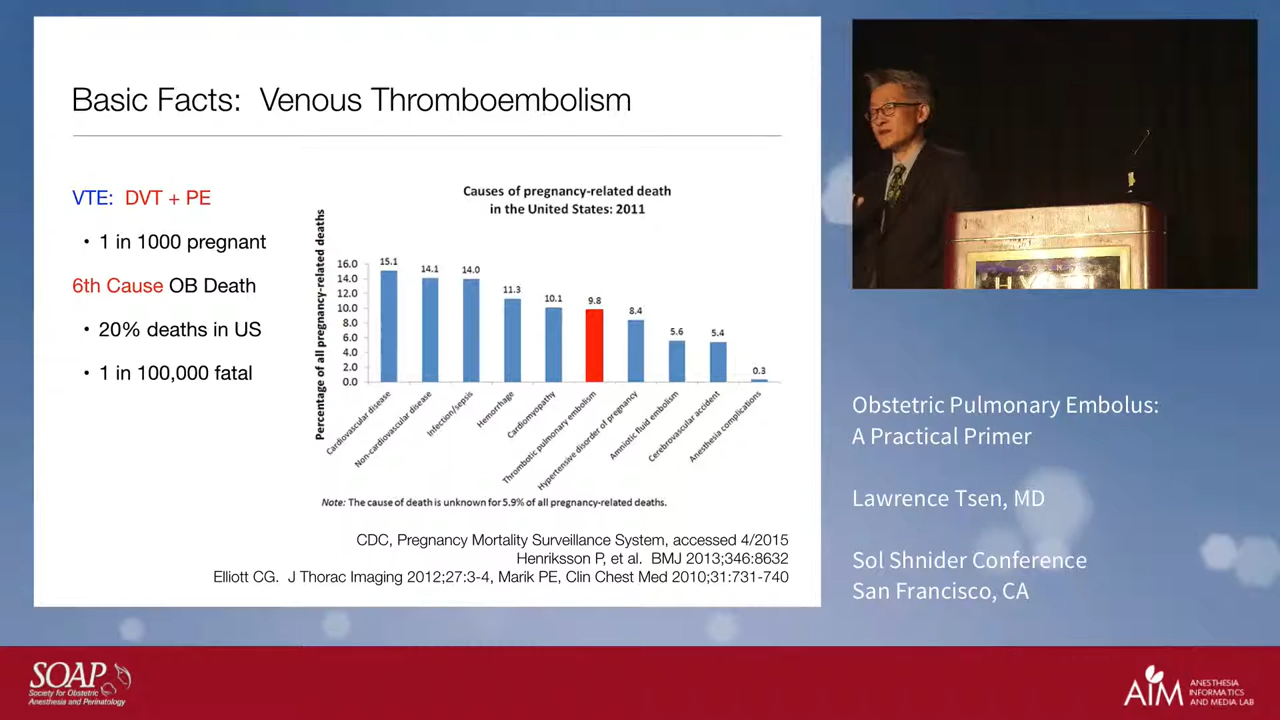 Basic Facts: Venous Thromboembolism
VTE: DVT + PE
• 1 in 1000 pregnant
6th Cause OB Death
• 20% deaths in US
• 1 in 100,000 fatal
Causes of pregnancy-related death
in the United States: 2011
Percentage of all pregnancy-related deaths
16.0
14.0
12.0
10.0
8.0
6.0
4.0
2.0
0.0
15.1
14.1
14.0
11.3
10.1
9.8
8.4
5.6
5.4
0.3
Cardiovascular disease
Non-cardiovascular disease
Infection/sepsis
Hemorrhage
Cardiomyopathy
Thrombotic pulmonary embolism
Hypertensive disorder of pregnancy
Amniotic fluid embolism
Cerebrovascular accident
Anesthesia complications
Note: The cause of death is unknown for 5.9% of all pregnancy-related deaths.
CDC, Pregnancy Mortality Surveillance System, accessed 4/2015
Henriksson P, et al. BMJ 2013;346:8632
Elliott CG. J Thorac Imaging 2012;27:3-4, Marik PE, Clin Chest Med 2010;31:731-740
Obstetric Pulmonary Embolus:
A Practical Primer
Lawrence Tsen, MD
Sol Shnider Conference
San Francisco, CA
SOAP
Society for Obstetric
Anesthesia and Perinatology
AIM
ANESTHESIA
INFORMATICS
AND MEDIA LAB